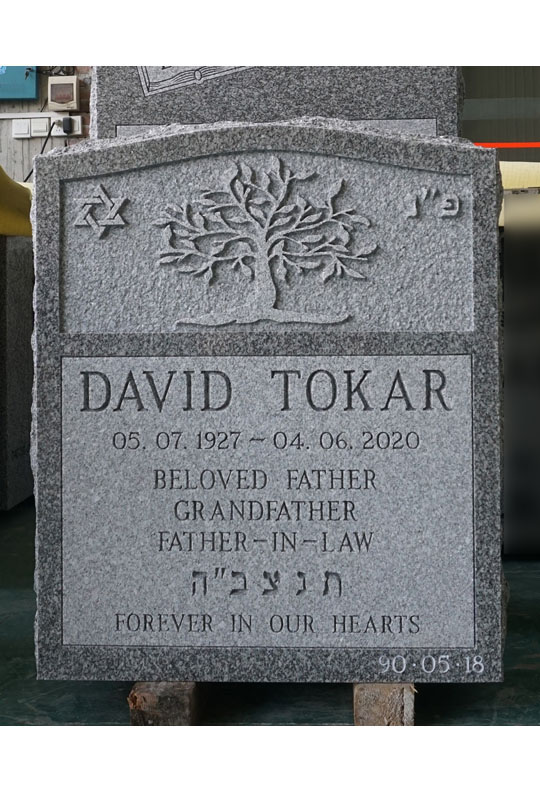 פ"נ
DAVID TOKAR
05. 07. 1927 ~ 04. 06. 2020
BELOVED FATHER
GRANDFATHER
FATHER-IN-LAW
תנצב"ה
FOREVER IN OUR HEARTS
90·05·18